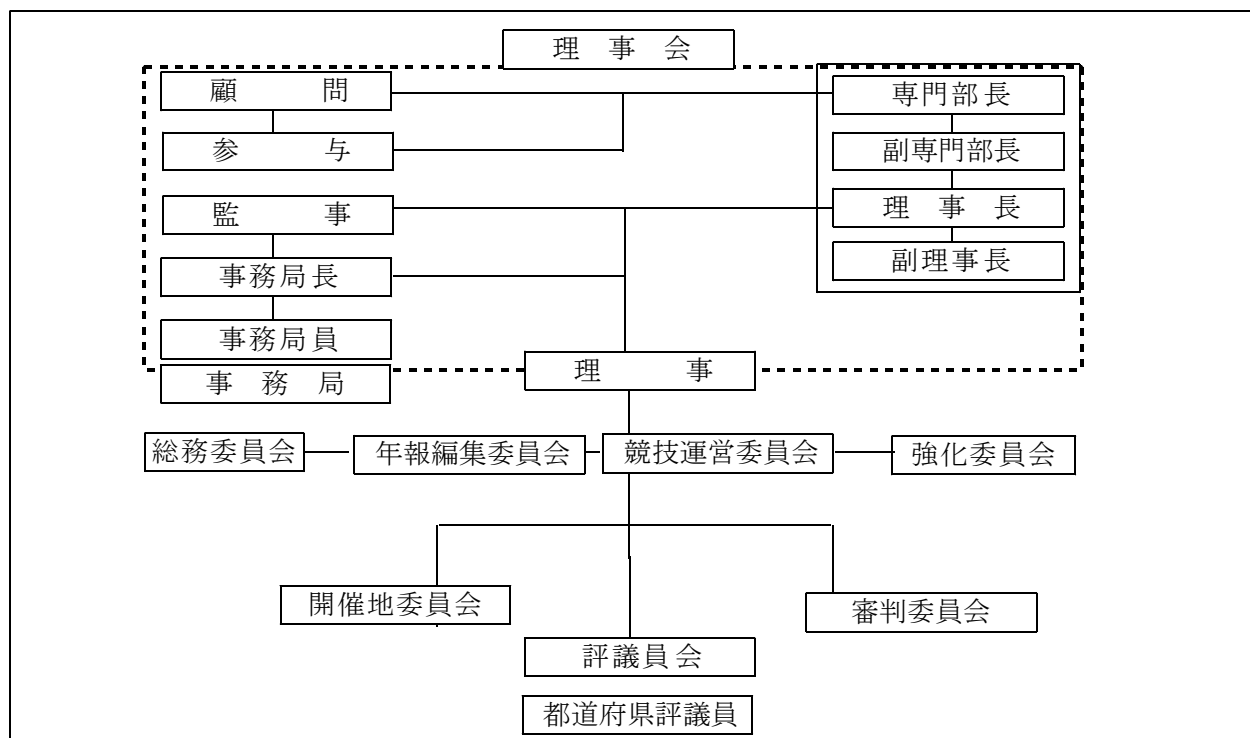 理事会
顧問
専門部長
参与
副専門部長
監事
理事長
事務局長
副理事長
事務局員
理事
事務局
総務委員会
年報編集委員会
競技運営委員会
強化委員会
開催地委員会
審判委員会
評議員会
都道府県評議員